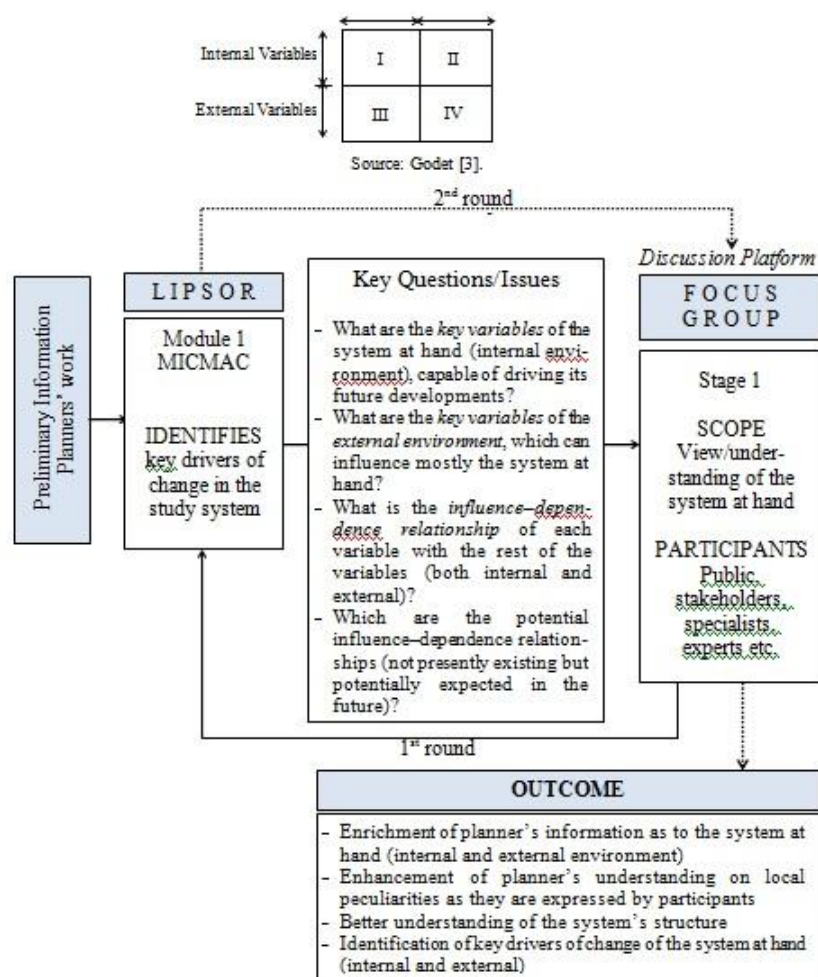 Internal Variables
I
II
External Variables
III
IV
Source: Godet [3].
2nd round
Preliminary Information
Planners' work
LIPSOR
Module 1
MICMAC
IDENTIFIES
key drivers of
change in the
study system
Key Questions/Issues
- What are the key variables of the
system at hand (internal envi-
ronment), capable of driving its
future developments?
- What are the key variables of the
external environment, which can
influence mostly the system at
hand?
- What is the influence–depen-
dence relationship of each
variable with the rest of the
variables (both internal and
external)?
- Which are the potential
influence–dependence relation-
ships (not presently existing but
potentially expected in the
future)?
Discussion Platform
FOCUS
GROUP
Stage 1
SCOPE
View/under-
standing of the
system at hand
PARTICIPANTS
Public,
stakeholders,
specialists,
experts etc.
1st round
OUTCOME
- Enrichment of planner's information as to the system at
hand (internal and external environment)
- Enhancement of planner's understanding on local
peculiarities as they are expressed by participants
- Better understanding of the system's structure
- Identification of key drivers of change of the system at hand
(internal and external)